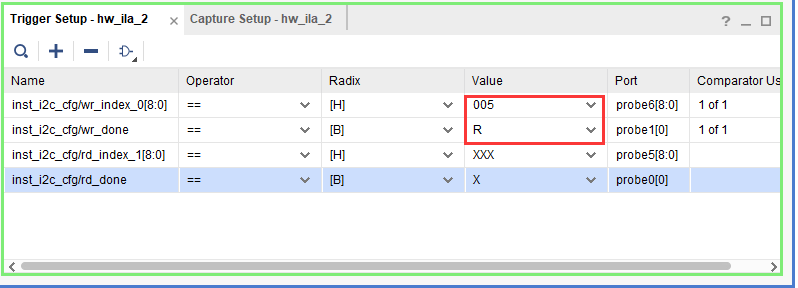 Trigger Setup - hw_ila_2 × Capture Setup - hw_ila_2 ? _
Name Operator Radix Value Port Comparator Us
inst_i2c_cfg/wr_index_0[8:0] == [H] 005 probe6[8:0] 1 of 1
inst_i2c_cfg/wr_done == [B] R probe1[0] 1 of 1
inst_i2c_cfg/rd_index_1[8:0] == [H] XXX probe5[8:0]
inst_i2c_cfg/rd_done == [B] X probe0[0]